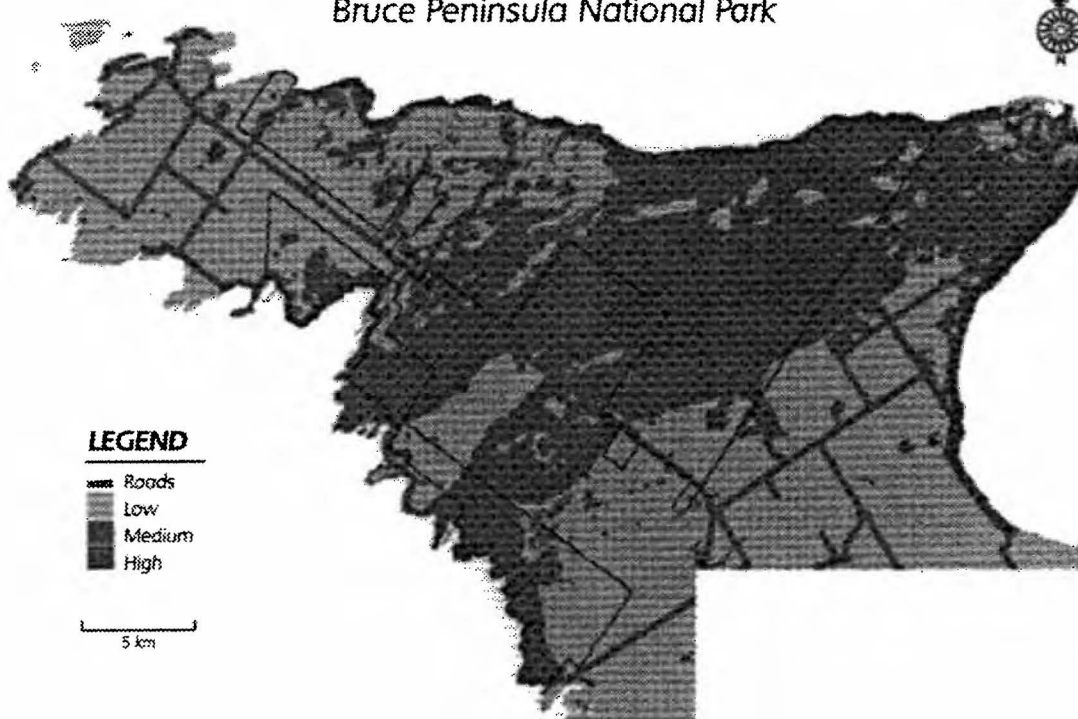 Bruce Peninsula National Park
N
LEGEND
Roads
Low
Medium
High
5 km